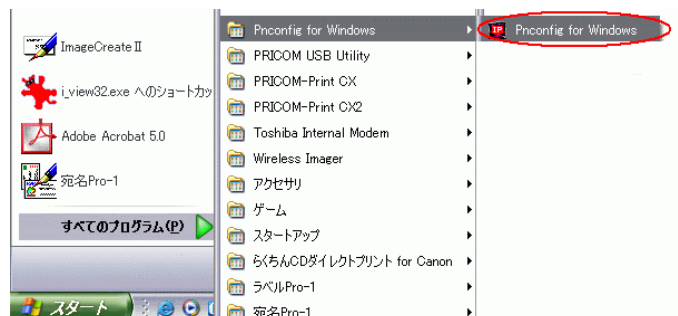 ImageCreate II
i_view32.exe へのショートカッ
Adobe Acrobat 5.0
宛名Pro-1
すべてのプログラム(P)
スタート
Pnconfig for Windows
PRICOM USB Utility
PRICOM-Print CX
PRICOM-Print CX2
Toshiba Internal Modem
Wireless Imager
アクセサリ
ゲーム
スタートアップ
らくちんCDダイレクトプリント for Canon
ラベルPro-1
宛名Pro-1
Pnconfig for Windows